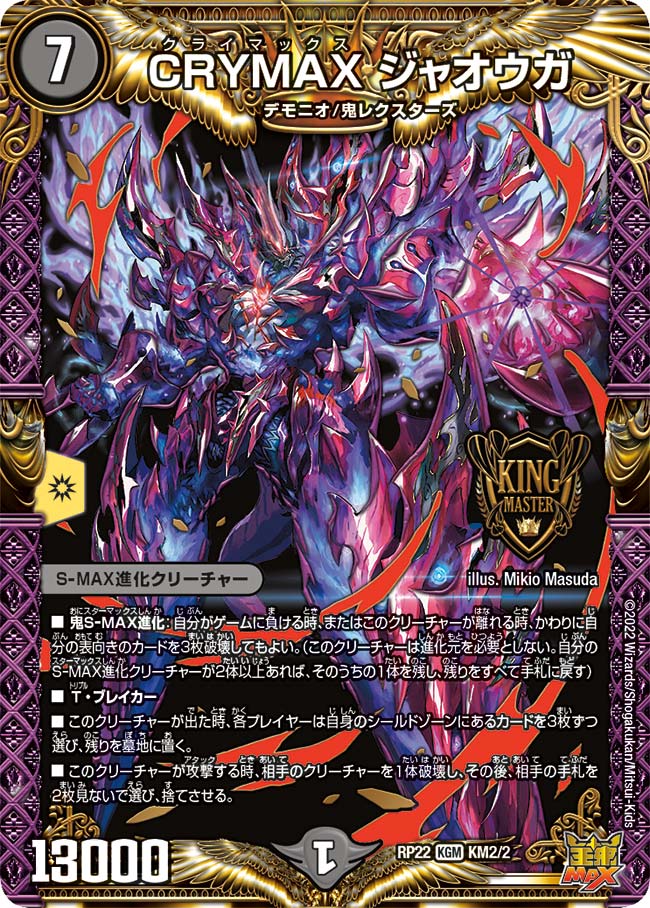 7
クライマックス
CRYMAX ジャオウガ
デモニオ/鬼レクスターズ
KING
MASTER
S-MAX進化クリーチャー
illus. Mikio Masuda
■鬼S-MAX進化：自分がゲームに負ける時、またはこのクリーチャーが離れる時、かわりに自
分の表向きのカードを3枚破壊してもよい。(このクリーチャーは進化元を必要としない。自分の
S-MAX進化クリーチャーが2体以上あれば、そのうちの1体を残し、残りをすべて手札に戻す)
■T・ブレイカー
■このクリーチャーが出た時、各プレイヤーは自身のシールドゾーンにあるカードを3枚ずつ
選び、残りを墓地に置く。
■このクリーチャーが攻撃する時、相手のクリーチャーを1体破壊し、その後、相手の手札を
2枚見ないで選び、捨てさせる。
©2022 Wizards/Shogakukan/Mitsui-Kids
13000
1
RP22 KGM KM2/2
王来
MAX